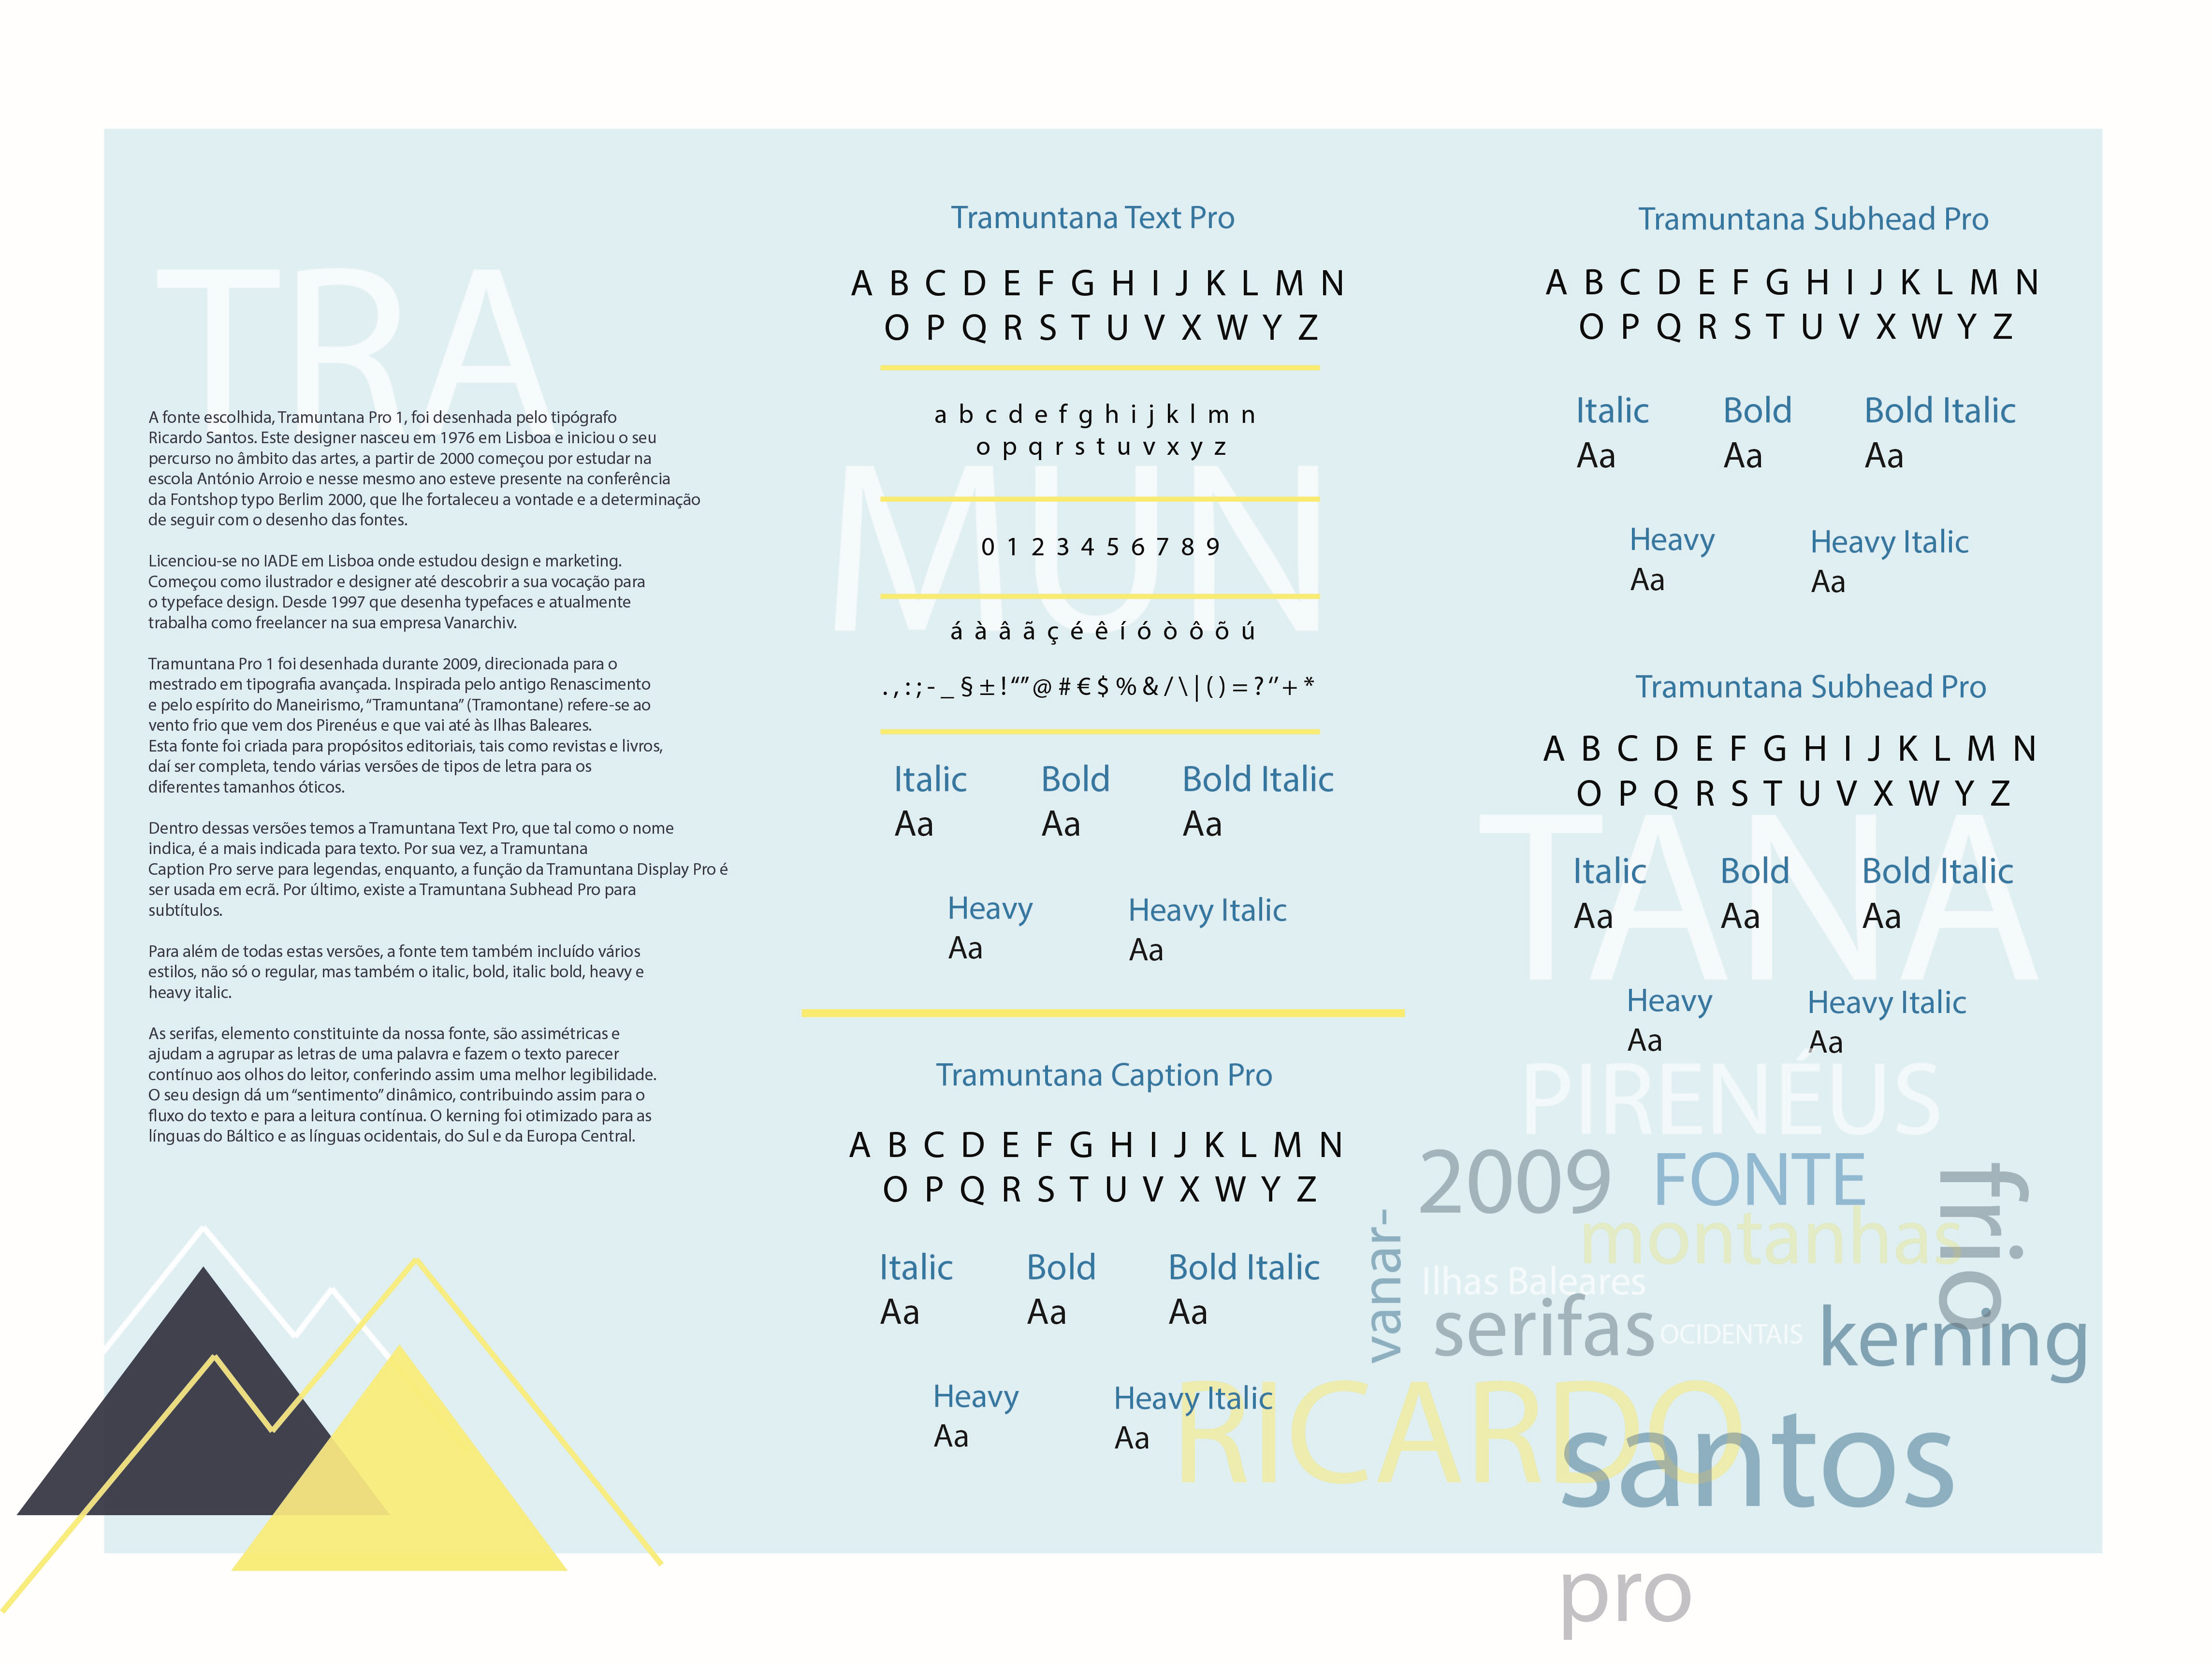 TRA
A fonte escolhida, Tramuntana Pro 1, foi desenhada pelo tipógrafo
Ricardo Santos. Este designer nasceu em 1976 em Lisboa e iniciou o seu
percurso no âmbito das artes, a partir de 2000 começou por estudar na
escola António Arroio e nesse mesmo ano esteve presente na conferência
da Fontshop typo Berlim 2000, que lhe fortaleceu a vontade e a determinação
de seguir com o desenho das fontes.
Licenciou-se no IADE em Lisboa onde estudou design e marketing.
Começou como ilustrador e designer até descobrir a sua vocação para
o typeface design. Desde 1997 que desenha typefaces e atualmente
trabalha como freelancer na sua empresa Vanarchiv.
Tramuntana Pro 1 foi desenhada durante 2009, direcionada para o
mestrado em tipografia avançada. Inspirada pelo antigo Renascimento
e pelo espírito do Maneirismo, “Tramuntana” (Tramontane) refere-se ao
vento frio que vem dos Pirenéus e que vai até às Ilhas Baleares.
Esta fonte foi criada para propósitos editoriais, tais como revistas e livros,
daí ser completa, tendo várias versões de tipos de letra para os
diferentes tamanhos óticos.
Dentro dessas versões temos a Tramuntana Text Pro, que tal como o nome
indica, é a mais indicada para texto. Por sua vez, a Tramuntana
Caption Pro serve para legendas, enquanto, a função da Tramuntana Display Pro é
ser usada em ecrã. Por último, existe a Tramuntana Subhead Pro para
subtítulos.
Para além de todas estas versões, a fonte tem também incluído vários
estilos, não só o regular, mas também o italic, bold, italic bold, heavy e
heavy italic.
As serifas, elemento constituinte da nossa fonte, são assimétricas e
ajudam a agrupar as letras de uma palavra e fazem o texto parecer
contínuo aos olhos do leitor, conferindo assim uma melhor legibilidade.
O seu design dá um “sentimento” dinâmico, contribuindo assim para o
fluxo do texto e para a leitura contínua. O kerning foi otimizado para as
línguas do Báltico e as línguas ocidentais, do Sul e da Europa Central.
Tramuntana Text Pro
A B C D E F G H I J K L M N
O P Q R S T U V X W Y Z
a b c d e f g h i j k l m n
o p q r s t u v x y z
MUN
0 1 2 3 4 5 6 7 8 9
á à â ã ç é ê í ó ò ô õ ú
. , : ; - _ § ± ! “” @ # € $ % & / \ | ( ) = ? ‘’ + *
Italic Bold Bold Italic
Aa Aa Aa
Heavy Heavy Italic
Aa Aa
Tramuntana Caption Pro
A B C D E F G H I J K L M N
O P Q R S T U V X W Y Z
Italic Bold Bold Italic
Aa Aa Aa
Heavy Heavy Italic
Aa Aa
Tramuntana Subhead Pro
A B C D E F G H I J K L M N
O P Q R S T U V X W Y Z
Italic Bold Bold Italic
Aa Aa Aa
Heavy Heavy Italic
Aa Aa
Tramuntana Subhead Pro
A B C D E F G H I J K L M N
O P Q R S T U V X W Y Z
TANA
Italic Bold Bold Italic
Aa Aa Aa
Heavy Heavy Italic
Aa Aa
PIRENÉUS
2009 FONTE
frio
montanhas
vanar-
Ilhas Baleares
serifas OCIDENTAIS kerning
RiCARDO
santos
pro